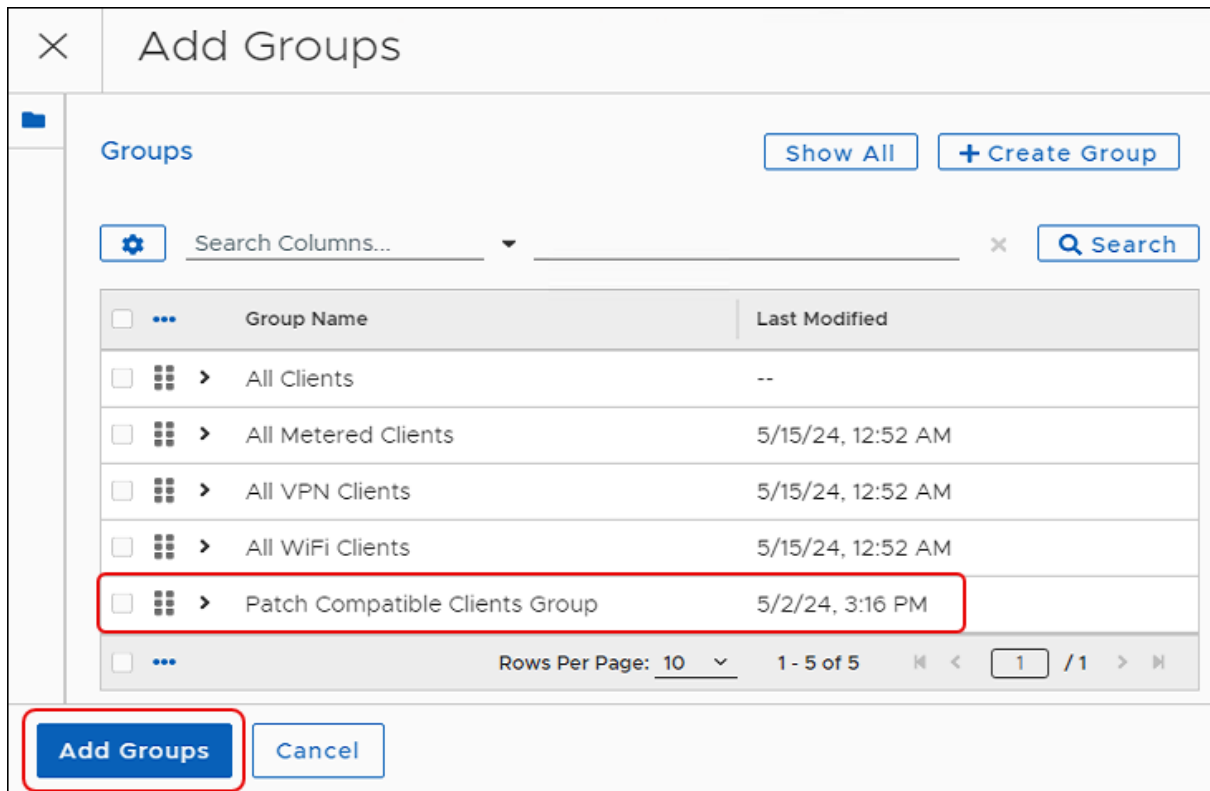 Add Groups
Groups
Show All
+ Create Group
Search Columns...
Search
Group Name Last Modified
All Clients --
All Metered Clients 5/15/24, 12:52 AM
All VPN Clients 5/15/24, 12:52 AM
All WiFi Clients 5/15/24, 12:52 AM
Patch Compatible Clients Group 5/2/24, 3:16 PM
Rows Per Page: 10 1 - 5 of 5 1 / 1
Add Groups Cancel